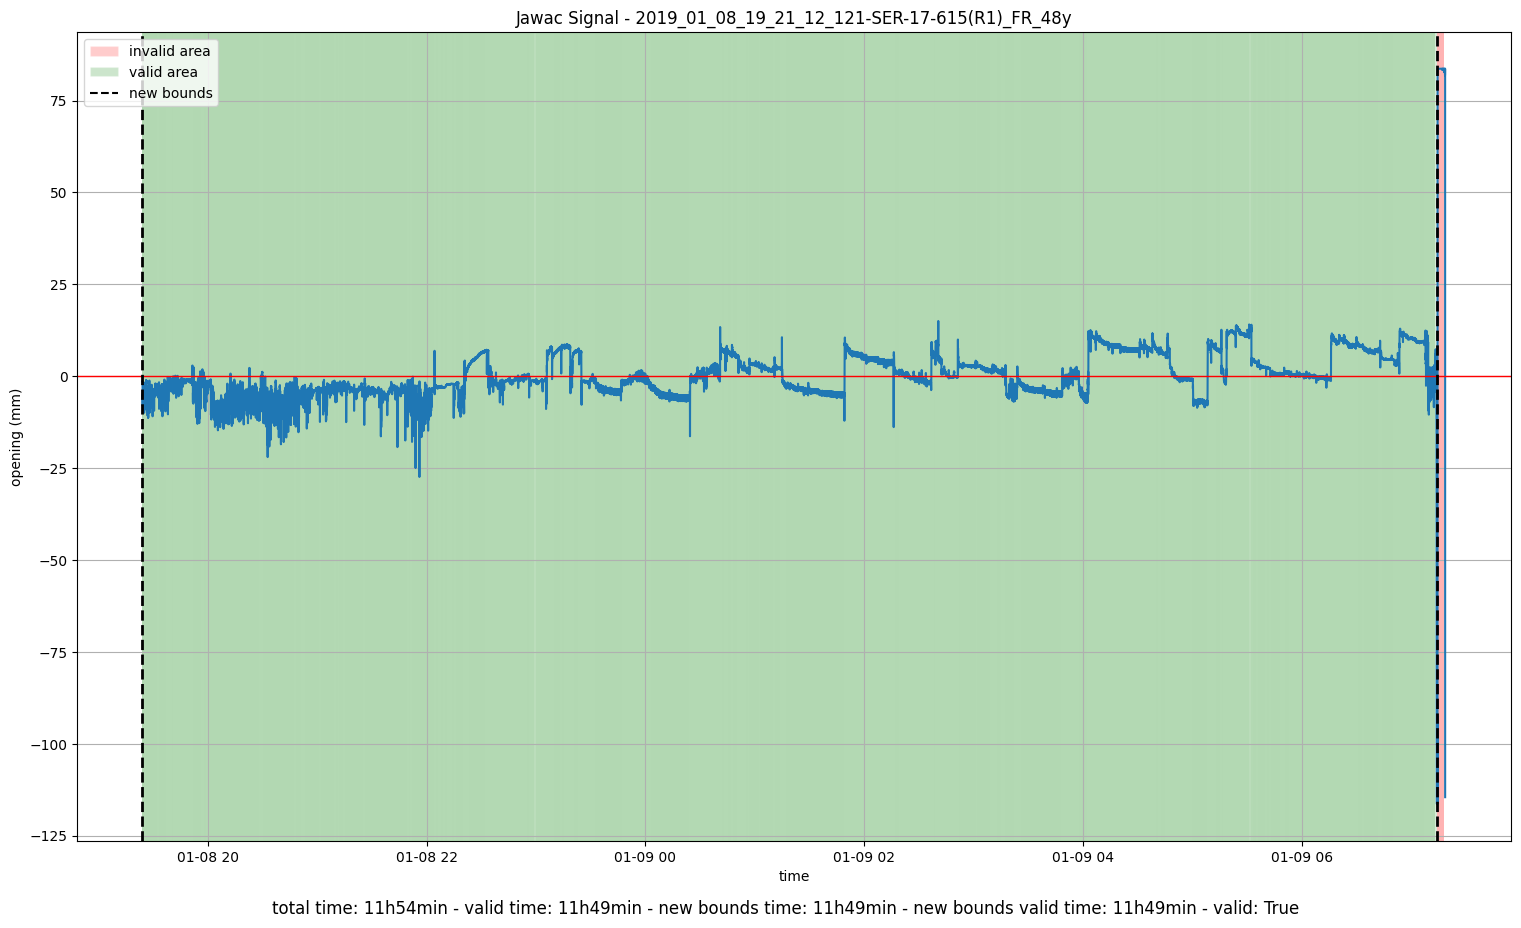 Jawac Signal - 2019_01_08_19_21_12_121-SER-17-615(R1)_FR_48y
invalid area
valid area
new bounds
75
50
25
0
−25
−50
−75
−100
−125
opening (mm)
01-08 20
01-08 22
01-09 00
01-09 02
01-09 04
01-09 06
time
total time: 11h54min - valid time: 11h49min - new bounds time: 11h49min - new bounds valid time: 11h49min - valid: True